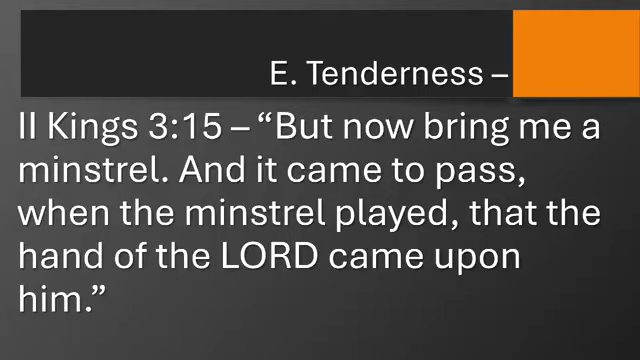 E. Tenderness –
II Kings 3:15 – “But now bring me a
minstrel. And it came to pass,
when the minstrel played, that the
hand of the LORD came upon
him.”